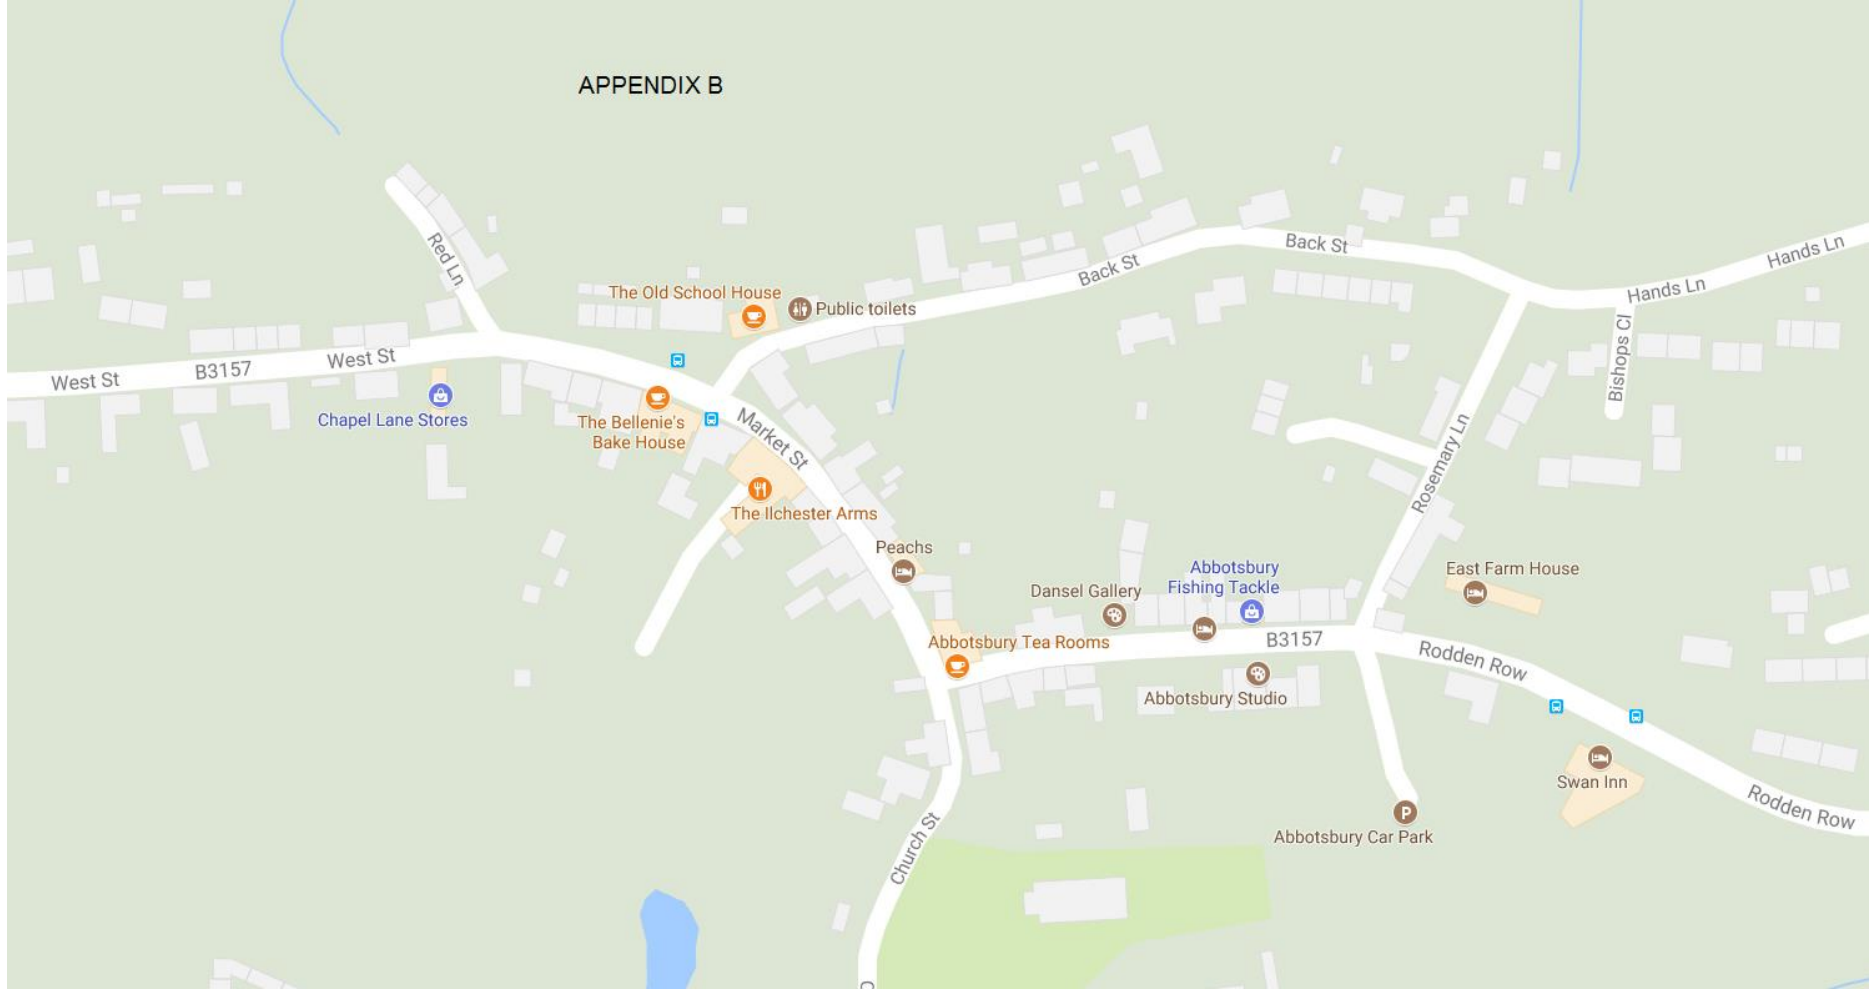 APPENDIX B
Red Ln
Back St
Back St
Hands Ln
Hands Ln
The Old School House
Public toilets
West St
B3157
West St
Bishops Cl
Chapel Lane Stores
The Bellenie's
Bake House
Market St
Rosemary Ln
The Ilchester Arms
Peachs
Abbotsbury
Fishing Tackle
East Farm House
Dansel Gallery
Abbotsbury Tea Rooms
B3157
Rodden Row
Abbotsbury Studio
Swan Inn
Rodden Row
P
Abbotsbury Car Park
Church St